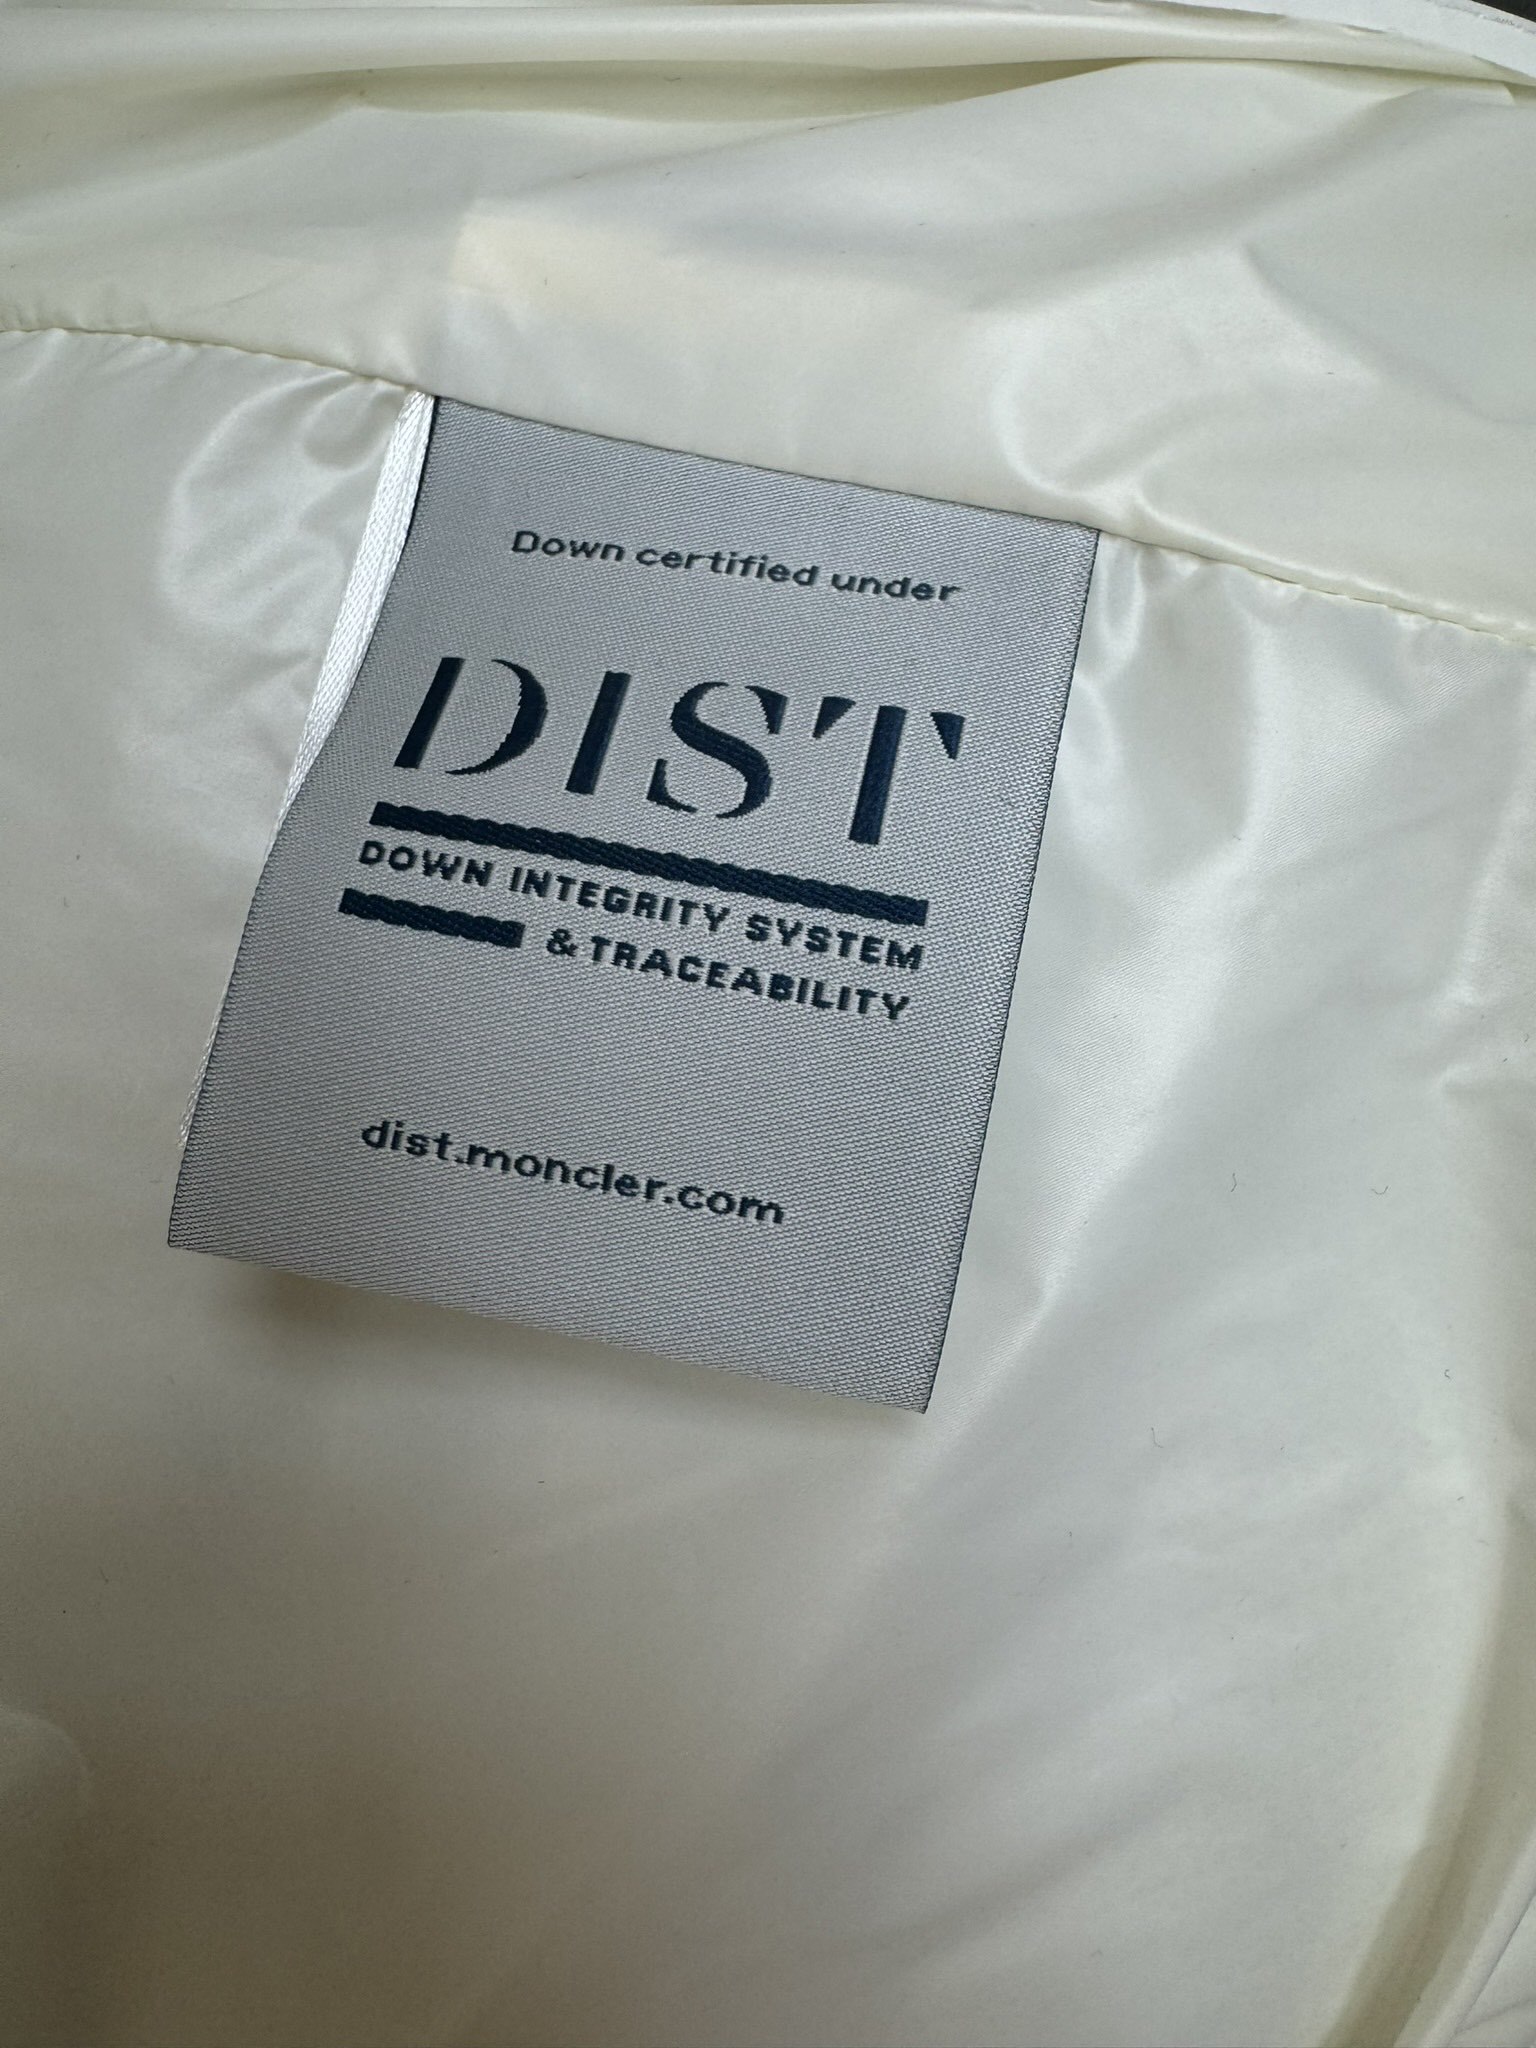 Down certified under
DIST
DOWN INTEGRITY SYSTEM
& TRACEABILITY
dist.moncler.com